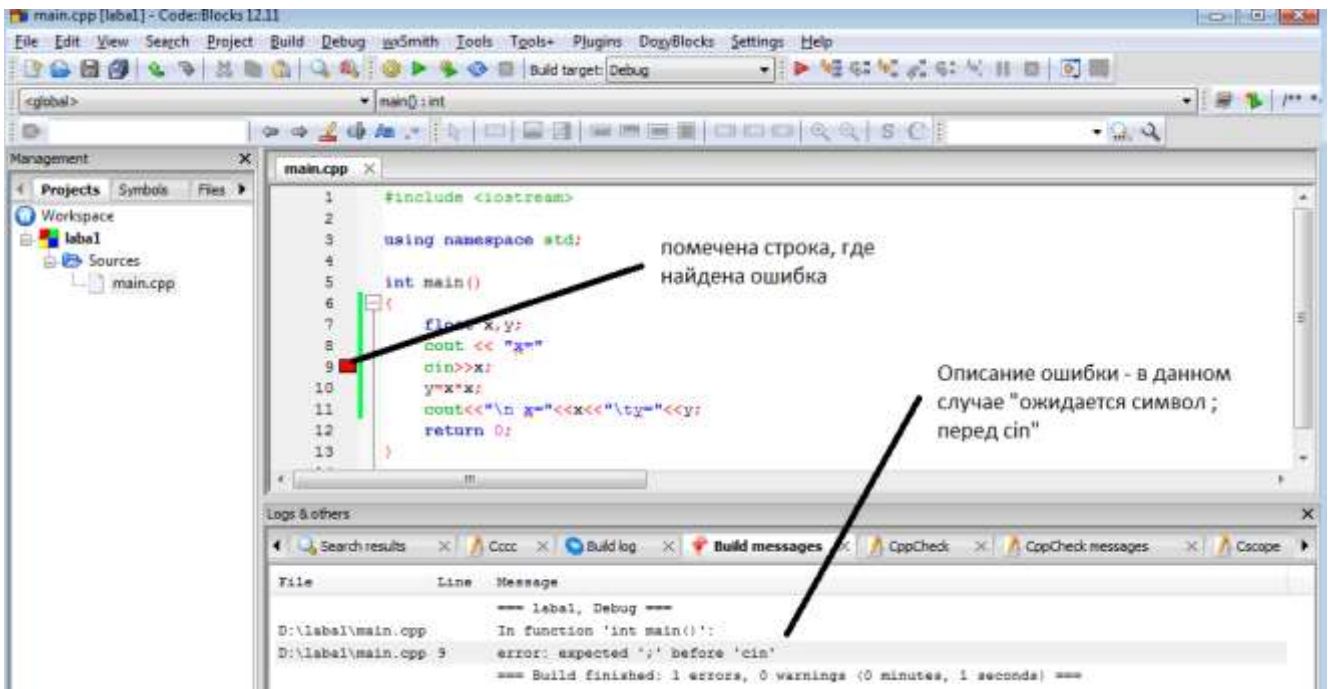 main.cpp [laba1] - Code::Blocks 12.11
File Edit View Search Project Build Debug wxSmith Tools Tools+ Plugins DoxyBlocks Settings Help
Build target: Debug
<global> main() : int
Management
main.cpp
Projects Symbols Files
Workspace
laba1
Sources
main.cpp
1 #include <iostream>
2
3 using namespace std;
4
5 int main()
6 {
7 float x,y;
8 cout << "x="
9 cin>>x;
10 y=x*x;
11 cout<<"\n x="<<x<<"\ty="<<y;
12 return 0;
13 }
помечена строка, где
найдена ошибка
Описание ошибки - в данном
случае "ожидается символ ;
перед cin"
Logs & others
Search results Cccc Build log Build messages CppCheck CppCheck messages Cscope
File Line Message
=== laba1, Debug ===
D:\laba1\main.cpp In function 'int main()':
D:\laba1\main.cpp 9 error: expected ';' before 'cin'
=== Build finished: 1 errors, 0 warnings (0 minutes, 1 seconds) ===